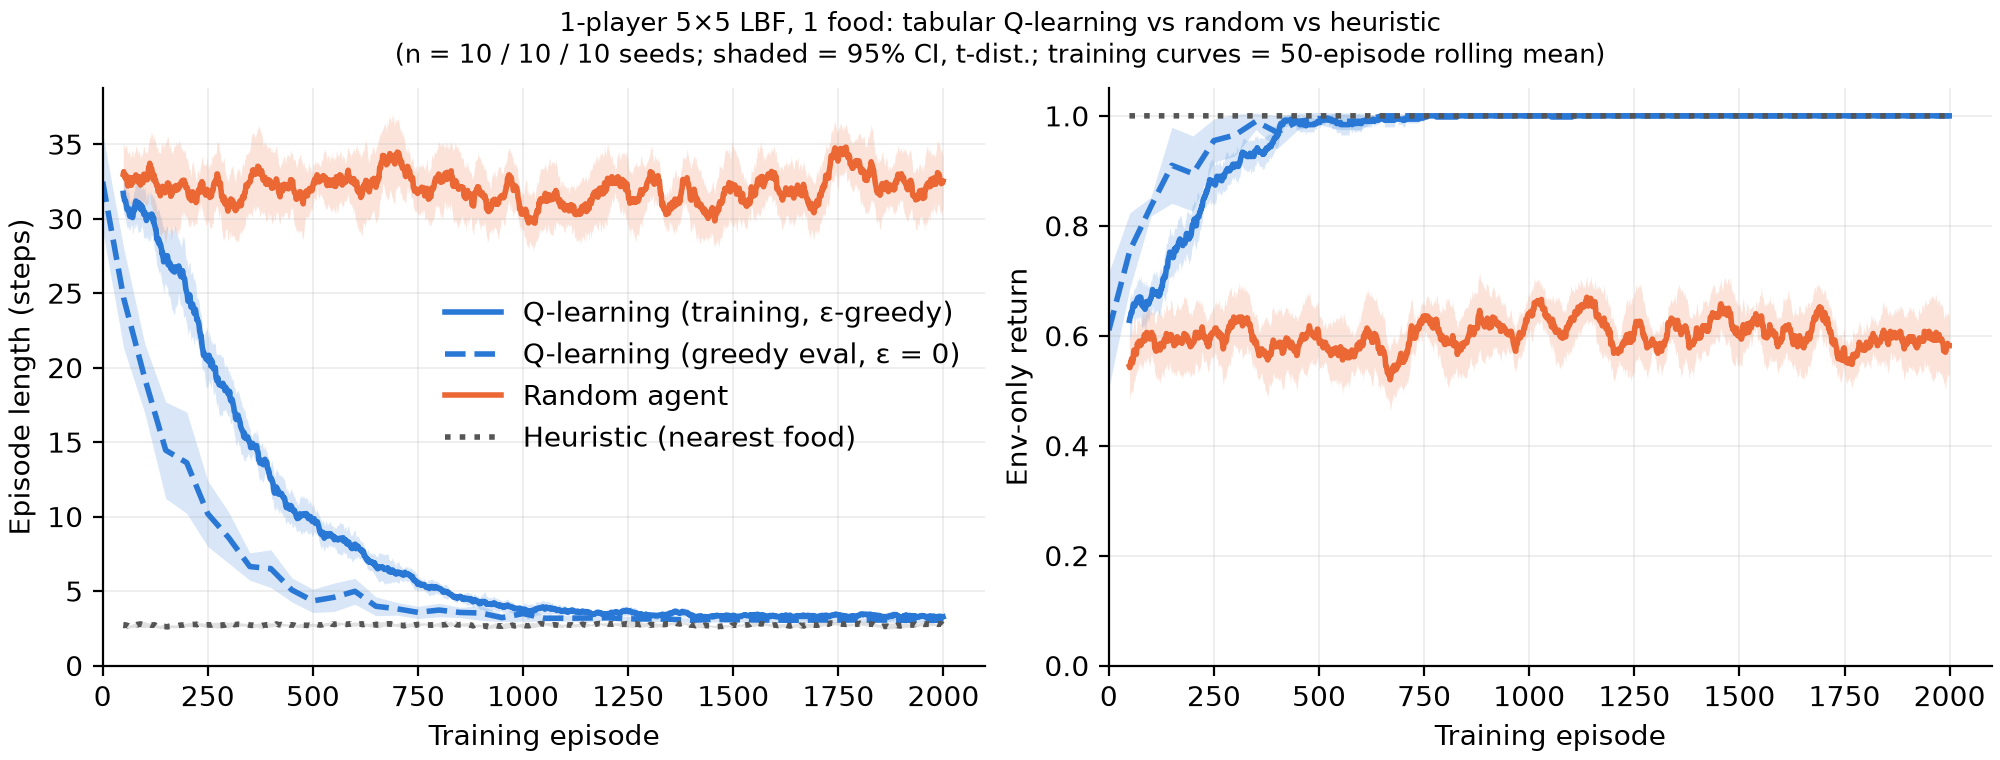 1-player 5×5 LBF, 1 food: tabular Q-learning vs random vs heuristic
(n = 10 / 10 / 10 seeds; shaded = 95% CI, t-dist.; training curves = 50-episode rolling mean)
Episode length (steps)
35
30
25
20
15
10
5
0
0 250 500 750 1000 1250 1500 1750 2000
Training episode
Q-learning (training, ε-greedy)
Q-learning (greedy eval, ε = 0)
Random agent
Heuristic (nearest food)
Env-only return
1.0
0.8
0.6
0.4
0.2
0.0
0 250 500 750 1000 1250 1500 1750 2000
Training episode